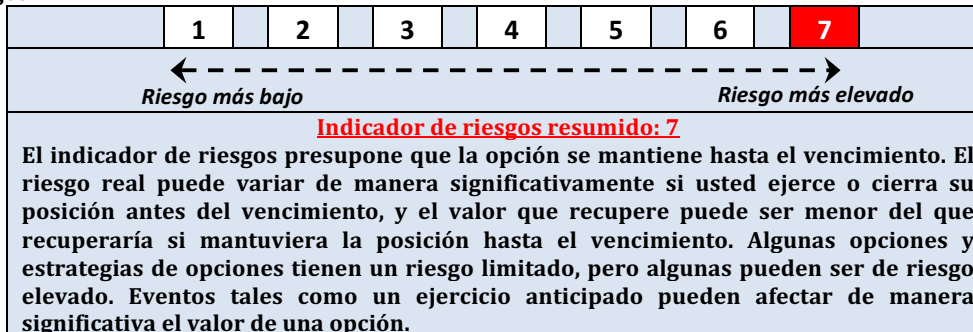 1 2 3 4 5 6 7
Riesgo más bajo Riesgo más elevado
Indicador de riesgos resumido: 7
El indicador de riesgos presupone que la opción se mantiene hasta el vencimiento. El
riesgo real puede variar de manera significativamente si usted ejerce o cierra su
posición antes del vencimiento, y el valor que recupere puede ser menor del que
recuperaría si mantuviera la posición hasta el vencimiento. Algunas opciones y
estrategias de opciones tienen un riesgo limitado, pero algunas pueden ser de riesgo
elevado. Eventos tales como un ejercicio anticipado pueden afectar de manera
significativa el valor de una opción.